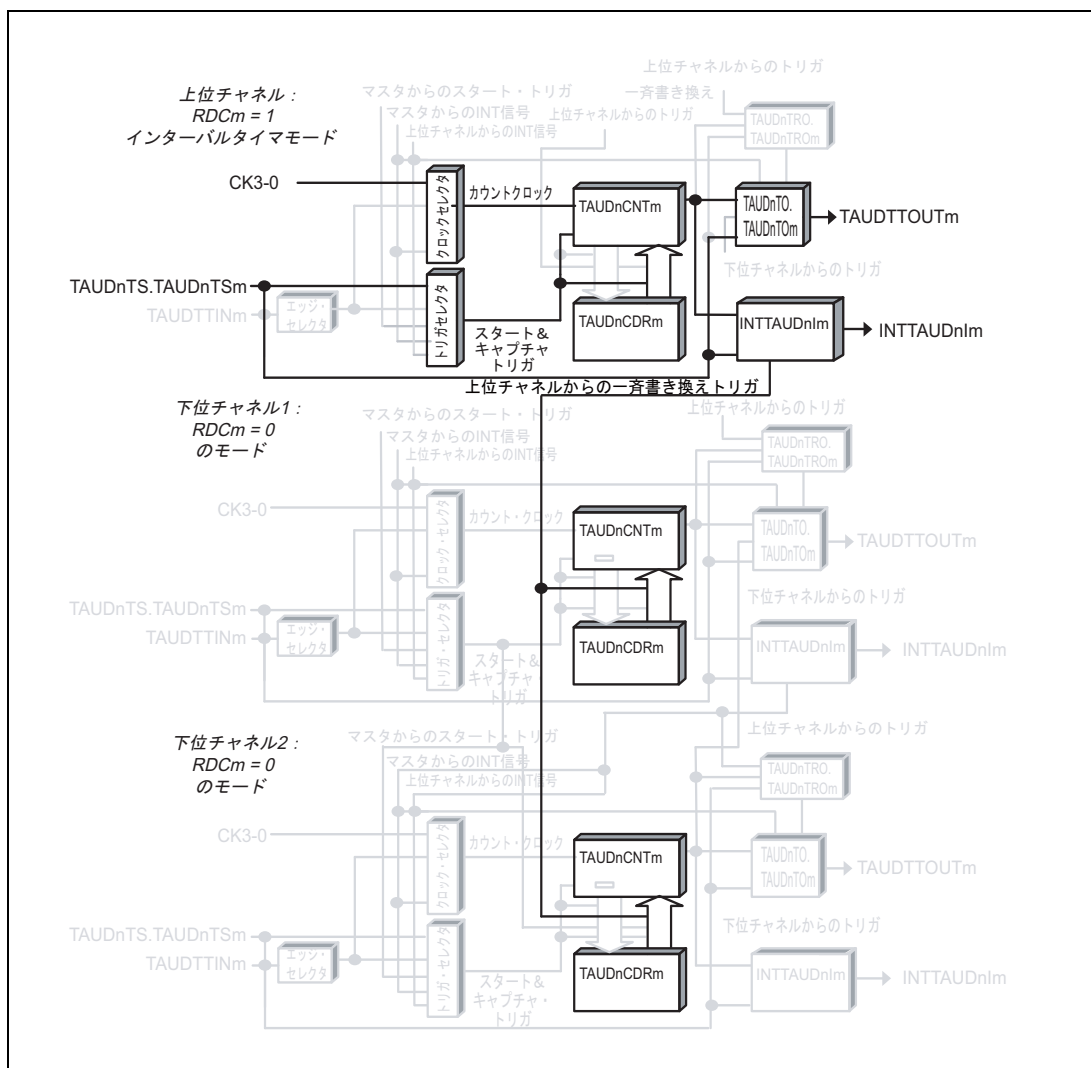 上位チャネルからのトリガ
上位チャネル：
RDCm = 1
インターバルタイマモード
マスタからのスタート・トリガ
マスタからのINT信号
上位チャネルからのINT信号
上位チャネルからのトリガ
一斉書き換え
TAUDnTRO.
TAUDnTROm
CK3-0
クロックセレクタ
カウントクロック
TAUDnCNTm
TAUDnTO.
TAUDnTOm
TAUDTTOUTm
下位チャネルからのトリガ
TAUDnTS.TAUDnTSm
TAUDTTINm
エッジ・
セレクタ
トリガセレクタ
スタート＆
キャプチャ
トリガ
TAUDnCDRm
INTTAUDnIm
INTTAUDnIm
上位チャネルからの一斉書き換えトリガ
下位チャネル1：
RDCm = 0
のモード
マスタからのスタート・トリガ
マスタからのINT信号
上位チャネルからのINT信号
上位チャネルからのトリガ
TAUDnTRO.
TAUDnTROm
CK3-0
クロック・セレクタ
カウント・クロック
TAUDnCNTm
TAUDnTO.
TAUDnTOm
TAUDTTOUTm
下位チャネルからのトリガ
TAUDnTS.TAUDnTSm
TAUDTTINm
エッジ・
セレクタ
トリガ・セレクタ
スタート＆
キャプチャ・
トリガ
TAUDnCDRm
INTTAUDnIm
INTTAUDnIm
下位チャネル2：
RDCm = 0
のモード
マスタからのスタート・トリガ
マスタからのINT信号
上位チャネルからのINT信号
上位チャネルからのトリガ
TAUDnTRO.
TAUDnTROm
CK3-0
クロック・セレクタ
カウント・クロック
TAUDnCNTm
TAUDnTO.
TAUDnTOm
TAUDTTOUTm
下位チャネルからのトリガ
TAUDnTS.TAUDnTSm
TAUDTTINm
エッジ・
セレクタ
トリガ・セレクタ
スタート＆
キャプチャ・
トリガ
TAUDnCDRm
INTTAUDnIm
INTTAUDnIm